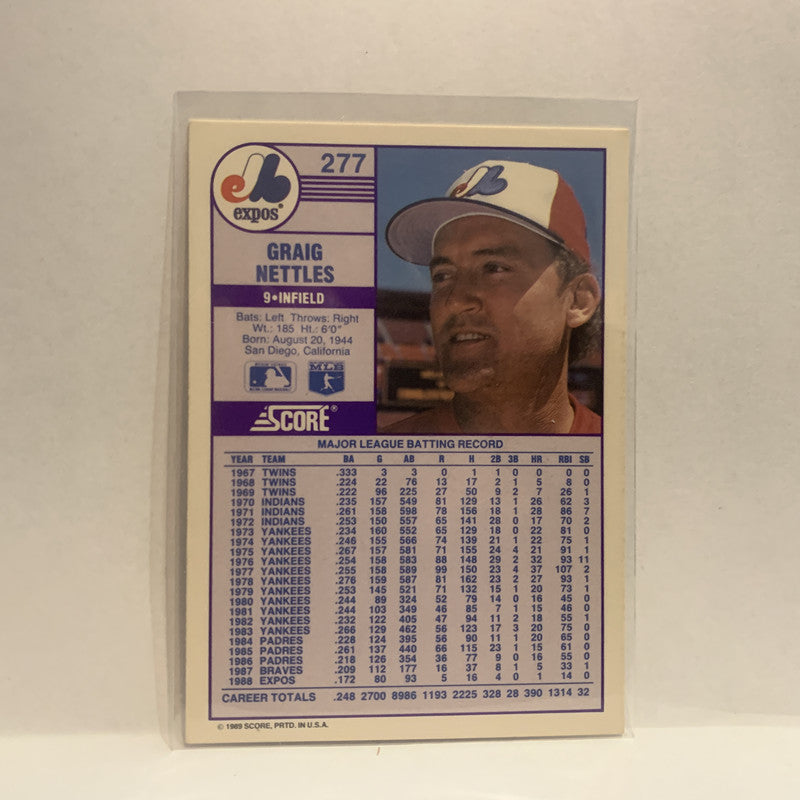 277
expos
GRAIG
NETTLES
9•INFIELD
Bats: Left Throws: Right
Wt.: 185 Ht.: 6'0"
Born: August 20, 1944
San Diego, California
MLB
SCORE®
MAJOR LEAGUE BATTING RECORD
YEAR TEAM BA G AB R H 2B 3B HR RBI SB
1967 TWINS .333 3 3 0 1 1 0 0 0 0
1968 TWINS .224 22 76 13 17 2 1 5 8 0
1969 TWINS .222 96 225 27 50 9 2 7 26 1
1970 INDIANS .235 157 549 81 129 13 1 26 62 3
1971 INDIANS .261 158 598 78 156 18 1 28 86 7
1972 INDIANS .253 150 557 65 141 28 0 17 70 2
1973 YANKEES .234 160 552 65 129 18 0 22 81 0
1974 YANKEES .246 155 566 74 139 21 1 22 75 1
1975 YANKEES .267 157 581 71 155 24 4 21 91 1
1976 YANKEES .254 158 583 88 148 29 2 32 93 11
1977 YANKEES .255 158 589 99 150 23 4 37 107 2
1978 YANKEES .276 159 587 81 162 23 2 27 93 1
1979 YANKEES .253 145 521 71 132 15 1 20 73 1
1980 YANKEES .244 89 324 52 79 14 0 16 45 0
1981 YANKEES .244 103 349 46 85 7 1 15 46 0
1982 YANKEES .232 122 405 47 94 11 2 18 55 1
1983 YANKEES .266 129 462 56 123 17 3 20 75 0
1984 PADRES .228 124 395 56 90 11 1 20 65 0
1985 PADRES .261 137 440 66 115 23 1 15 61 0
1986 PADRES .218 126 354 36 77 9 0 16 55 0
1987 BRAVES .209 112 177 16 37 8 1 5 33 1
1988 EXPOS .172 80 93 5 16 4 0 1 14 0
CAREER TOTALS .248 2700 8986 1193 2225 328 28 390 1314 32
© 1989 SCORE, PRTD. IN U.S.A.